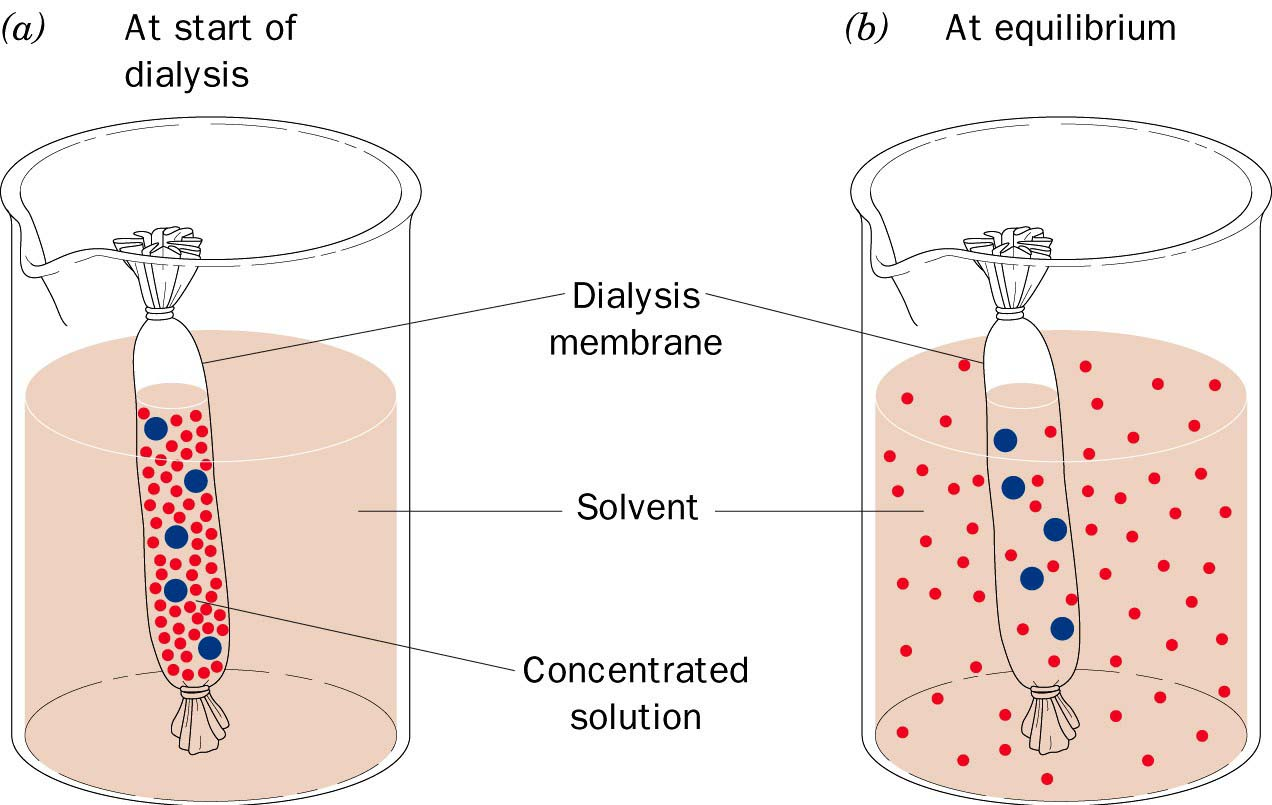 (a) At start of
dialysis
(b) At equilibrium
Dialysis
membrane
Solvent
Concentrated
solution